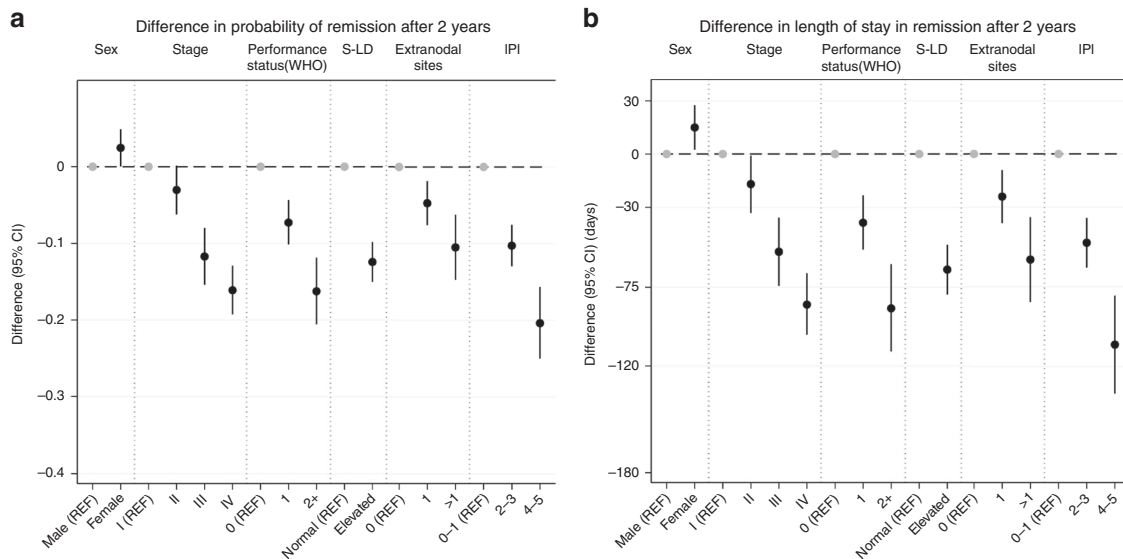 a
Difference in probability of remission after 2 years
Sex
Stage
Performance
status(WHO)
S-LD
Extranodal
sites
IPI
Difference (95% CI)
0
−0.1
−0.2
−0.3
−0.4
Male (REF)
Female
I (REF)
II
III
IV
0 (REF)
1
2+
Normal (REF)
Elevated
0 (REF)
1
>1
0–1 (REF)
2–3
4–5
b
Difference in length of stay in remission after 2 years
Sex
Stage
Performance
status(WHO)
S-LD
Extranodal
sites
IPI
Difference (95% CI) (days)
30
0
−30
−75
−120
−180
Male (REF)
Female
I (REF)
II
III
IV
0 (REF)
1
2+
Normal (REF)
Elevated
0 (REF)
1
>1
0–1 (REF)
2–3
4–5